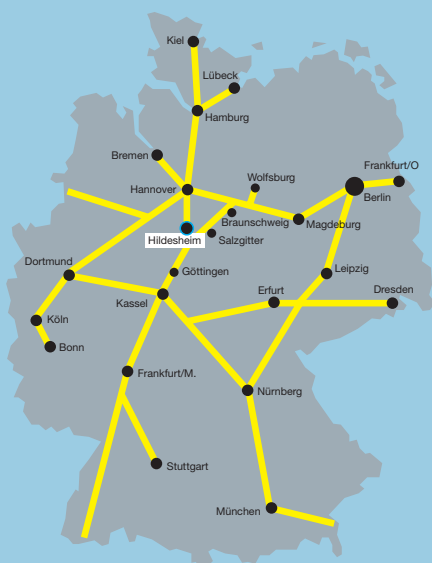 Kiel
Lübeck
Hamburg
Bremen
Wolfsburg
Frankfurt/O
Hannover
Berlin
Braunschweig
Magdeburg
Hildesheim
Salzgitter
Dortmund
Göttingen
Leipzig
Erfurt
Dresden
Kassel
Köln
Bonn
Frankfurt/M.
Nürnberg
Stuttgart
München